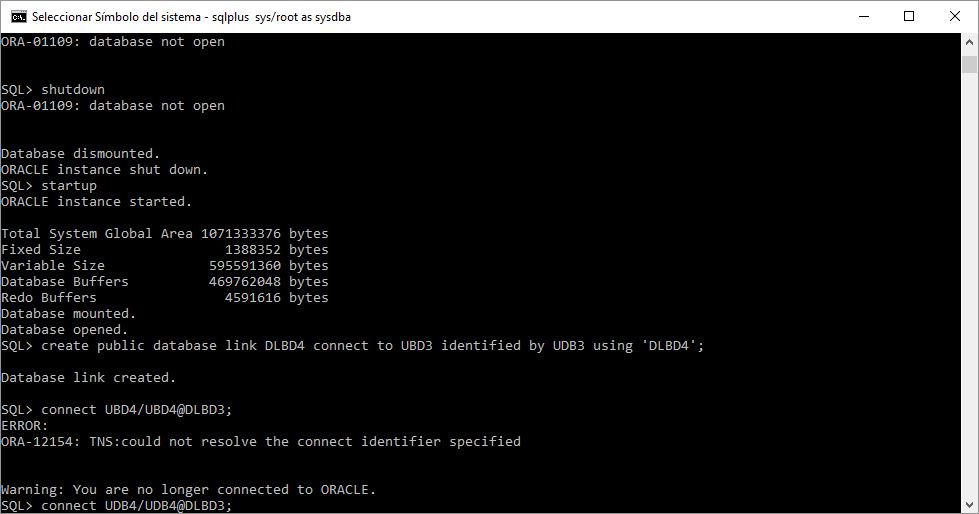 Seleccionar Símbolo del sistema - sqlplus  sys/root as sysdba
ORA-01109: database not open
SQL> shutdown
ORA-01109: database not open
Database dismounted.
ORACLE instance shut down.
SQL> startup
ORACLE instance started.
Total System Global Area 1071333376 bytes
Fixed Size                  1388352 bytes
Variable Size             595591360 bytes
Database Buffers          469762048 bytes
Redo Buffers                4591616 bytes
Database mounted.
Database opened.
SQL> create public database link DLBD4 connect to UBD3 identified by UDB3 using 'DLBD4';
Database link created.
SQL> connect UBD4/UBD4@DLBD3;
ERROR:
ORA-12154: TNS:could not resolve the connect identifier specified
Warning: You are no longer connected to ORACLE.
SQL> connect UDB4/UDB4@DLBD3;